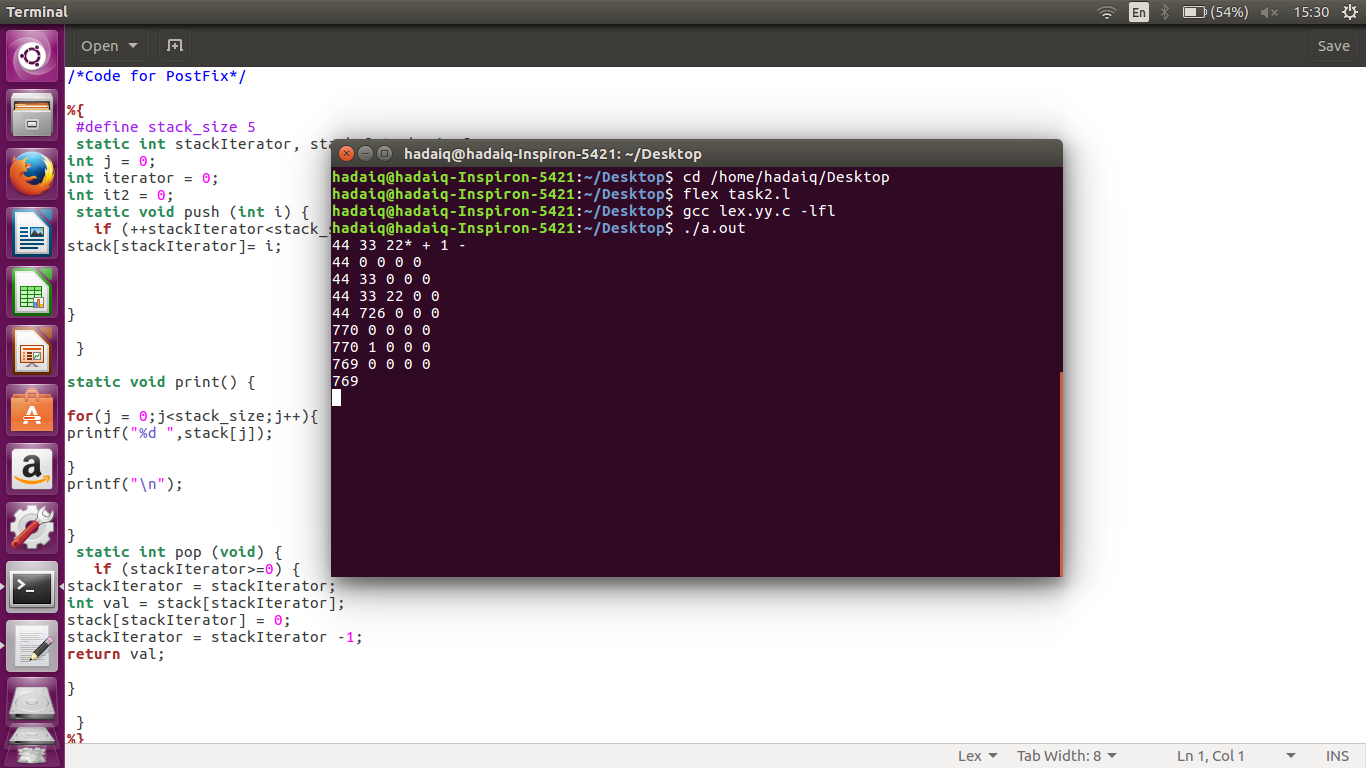 Terminal
En
(54%)
15:30
Open
Save
/*Code for PostFix*/
%{
#define stack_size 5
static int stackIterator,
int j = 0;
int iterator = 0;
int it2 = 0;
static void push (int i) {
if (++stackIterator<stack_
stack[stackIterator]= i;
}
}
static void print() {
for(j = 0;j<stack_size;j++){
printf("%d ",stack[j]);
}
printf("\n");
}
static int pop (void) {
if (stackIterator>=0) {
stackIterator = stackIterator;
int val = stack[stackIterator];
stack[stackIterator] = 0;
stackIterator = stackIterator -1;
return val;
}
}
%}
hadaiq@hadaiq-Inspiron-5421: ~/Desktop
hadaiq@hadaiq-Inspiron-5421:~/Desktop$ cd /home/hadaiq/Desktop
hadaiq@hadaiq-Inspiron-5421:~/Desktop$ flex task2.l
hadaiq@hadaiq-Inspiron-5421:~/Desktop$ gcc lex.yy.c -lfl
hadaiq@hadaiq-Inspiron-5421:~/Desktop$ ./a.out
44 33 22* + 1 -
44 0 0 0 0
44 33 0 0 0
44 33 22 0 0
44 726 0 0 0
770 0 0 0 0
770 1 0 0 0
769 0 0 0 0
769
Lex
Tab Width: 8
Ln 1, Col 1
INS